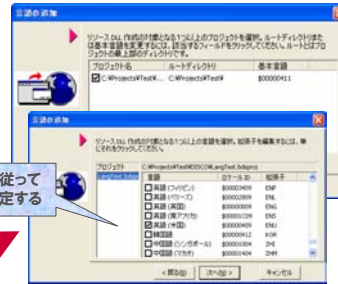 言語の追加
リソース DLL 作成の対象となる1つ以上のプロジェクトを選択。ルートディレクトリまた
は基本言語を変更するには、該当するフィールドをクリックしてください。ルートとはプロ
ジェクトの最上部のディレクトリです。
プロジェクト名 ルートディレクトリ 基本言語
C:¥Projects¥Test¥... C:¥Projects¥Test¥ $00000411
言語の追加
リソース DLL 作成の対象となる1つ以上の言語を選択。拡張子を編集するには、単
にそれをクリックしてください。
プロジェクト C:¥Projects¥Test¥DISCO¥LangTest.bdsproj
LangTest.bdsproj 言語 ロケール ID 拡張子
英語 (フィリピン) $00003409 ENP
英語 (ベリーズ) $00002809 ENL
英語 (英国) $00000809 ENG
英語 (南アフリカ) $00001C09 ENS
英語 (米国) $00000409 ENU
韓国語 $00000412 KOR
中国語 (シンガポール) $00001004 ZHI
中国語 (マカオ) $00001404 ZHM
従って
定する
< 戻る(B) 次へ(N) > キャンセル